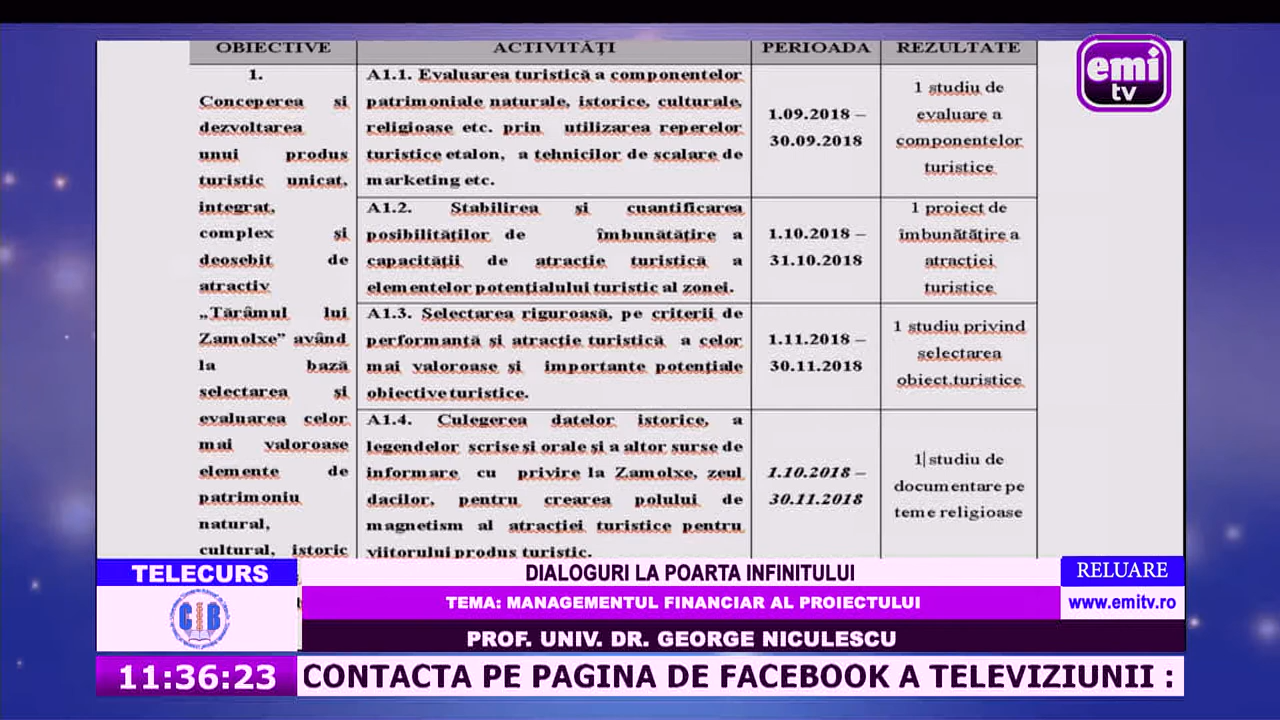 OBIECTIVE ACTIVITĂȚI PERIOADA REZULTATE
1.
Conceperea si
dezvoltarea
unui produs
turistic unicat,
integrat,
complex și
deosebit de
atractiv
„Tărâmul lui
Zamolxe” având
la bază
selectarea și
evaluarea celor
mai valoroase
elemente de
patrimoniu
natural,
cultural, istoric
A1.1. Evaluarea turistică a componentelor
patrimoniale naturale, istorice, culturale,
religioase etc. prin utilizarea reperelor
turistice etalon, a tehnicilor de scalare de
marketing etc.
1.09.2018 –
30.09.2018
1 studiu de
evaluare a
componentelor
turistice
A1.2. Stabilirea și cuantificarea
posibilităților de îmbunătățire a
capacității de atracție turistică a
elementelor potențialului turistic al zonei.
1.10.2018 –
31.10.2018
1 proiect de
îmbunătățire a
atracției
turistice
A1.3. Selectarea riguroasă, pe criterii de
performanță și atracție turistică a celor
mai valoroase și importante potențiale
obiective turistice.
1.11.2018 –
30.11.2018
1 studiu privind
selectarea
obiect.turistice
A1.4. Culegerea datelor istorice, a
legendelor scrise și orale și a altor surse de
informare cu privire la Zamolxe, zeul
dacilor, pentru crearea polului de
magnetism al atracției turistice pentru
viitorului produs turistic.
1.10.2018 –
30.11.2018
1 studiu de
documentare pe
teme religioase
emi
tv
TELECURS
CIB
DIALOGURI LA POARTA INFINITULUI
TEMA: MANAGEMENTUL FINANCIAR AL PROIECTULUI
PROF. UNIV. DR. GEORGE NICULESCU
RELUARE
www.emitv.ro
11:36:23
CONTACTA PE PAGINA DE FACEBOOK A TELEVIZIUNII :